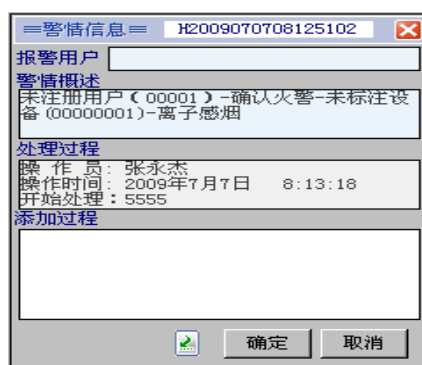 ＝警情信息＝ H2009070708125102
报警用户
警情概述
未注册用户(00001)-确认火警-未标注设
备(00000001)-离子感烟
处理过程
操 作 员: 张永杰
操作时间: 2009年7月7日 8:13:18
开始处理:5555
添加过程
确定 取消